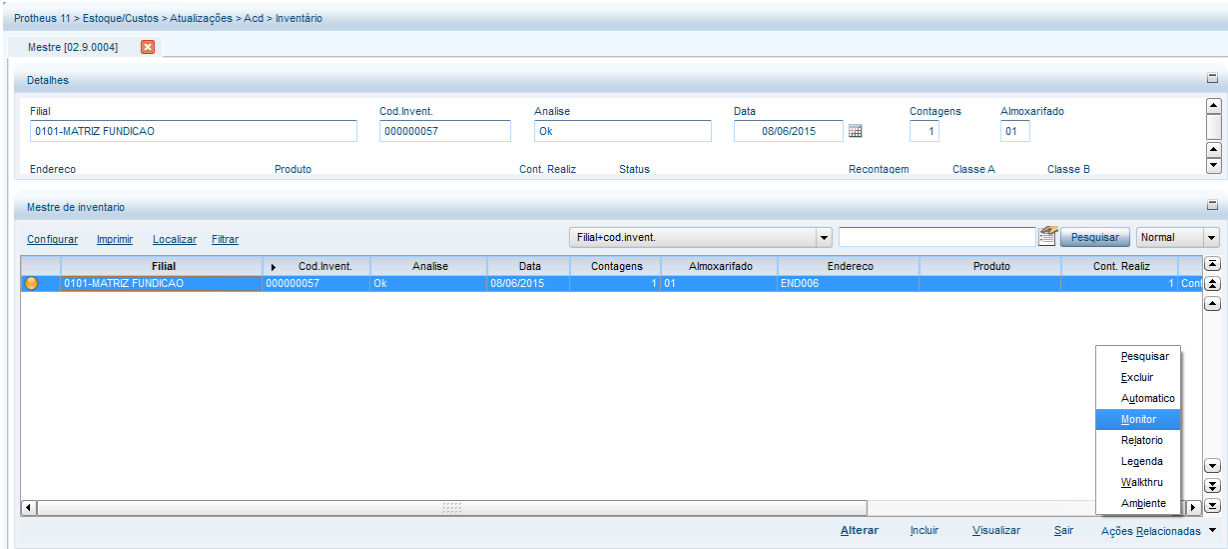 Protheus 11 > Estoque/Custos > Atualizações > Acd > Inventário
Mestre [02.9.0004]
Detalhes
Filial Cod.Invent. Analise Data Contagens Almoxarifado
0101-MATRIZ FUNDICAO 000000057 Ok 08/06/2015 1 01
Endereco Produto Cont. Realiz Status Recontagem Classe A Classe B
Mestre de inventario
Configurar Imprimir Localizar Filtrar Filial+cod.invent. Pesquisar Normal
Filial Cod.Invent. Analise Data Contagens Almoxarifado Endereco Produto Cont. Realiz
0101-MATRIZ FUNDICAO 000000057 Ok 08/06/2015 1 01 END006 1 Cont
Pesquisar
Excluir
Automatico
Monitor
Relatorio
Legenda
Walkthru
Ambiente
Alterar Incluir Visualizar Sair Ações Relacionadas